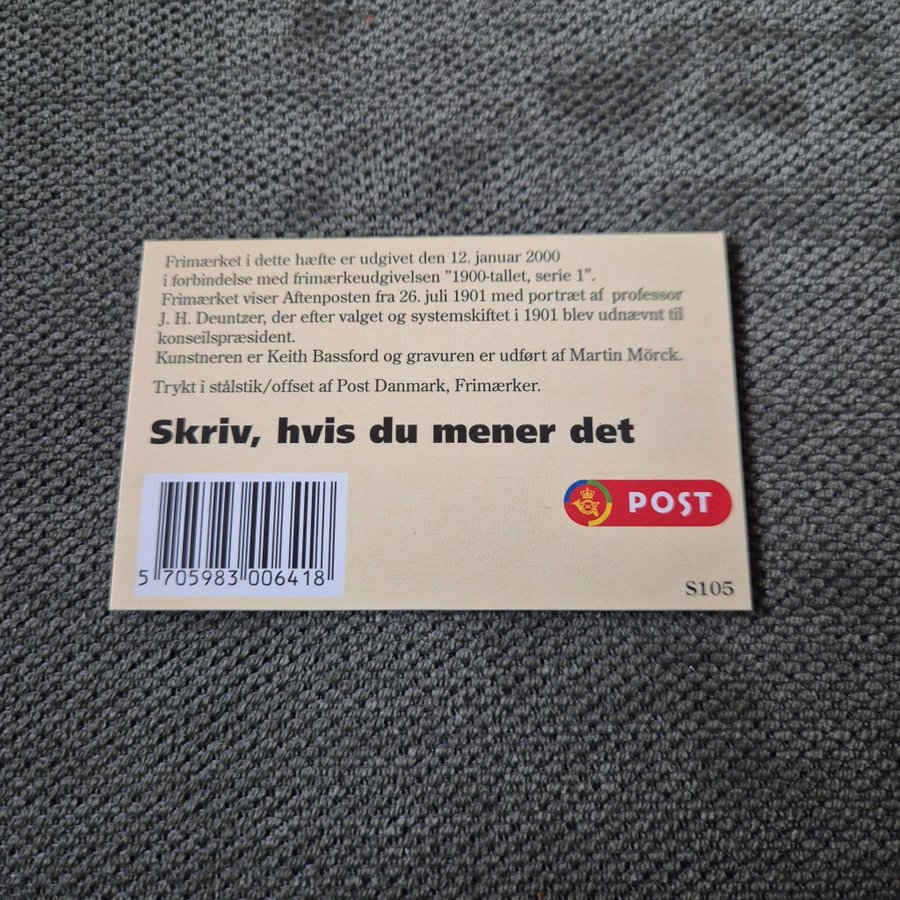 Frimærket i dette hæfte er udgivet den 12. januar 2000
i forbindelse med frimærkeudgivelsen "1900-tallet, serie 1".
Frimærket viser Aftenposten fra 26. juli 1901 med portræt af professor
J. H. Deuntzer, der efter valget og systemskiftet i 1901 blev udnævnt til
konseilspræsident.
Kunstneren er Keith Bassford og gravuren er udført af Martin Mörck.
Trykt i stålstik/offset af Post Danmark, Frimærker.
Skriv, hvis du mener det
POST
5 705983 006418
S105